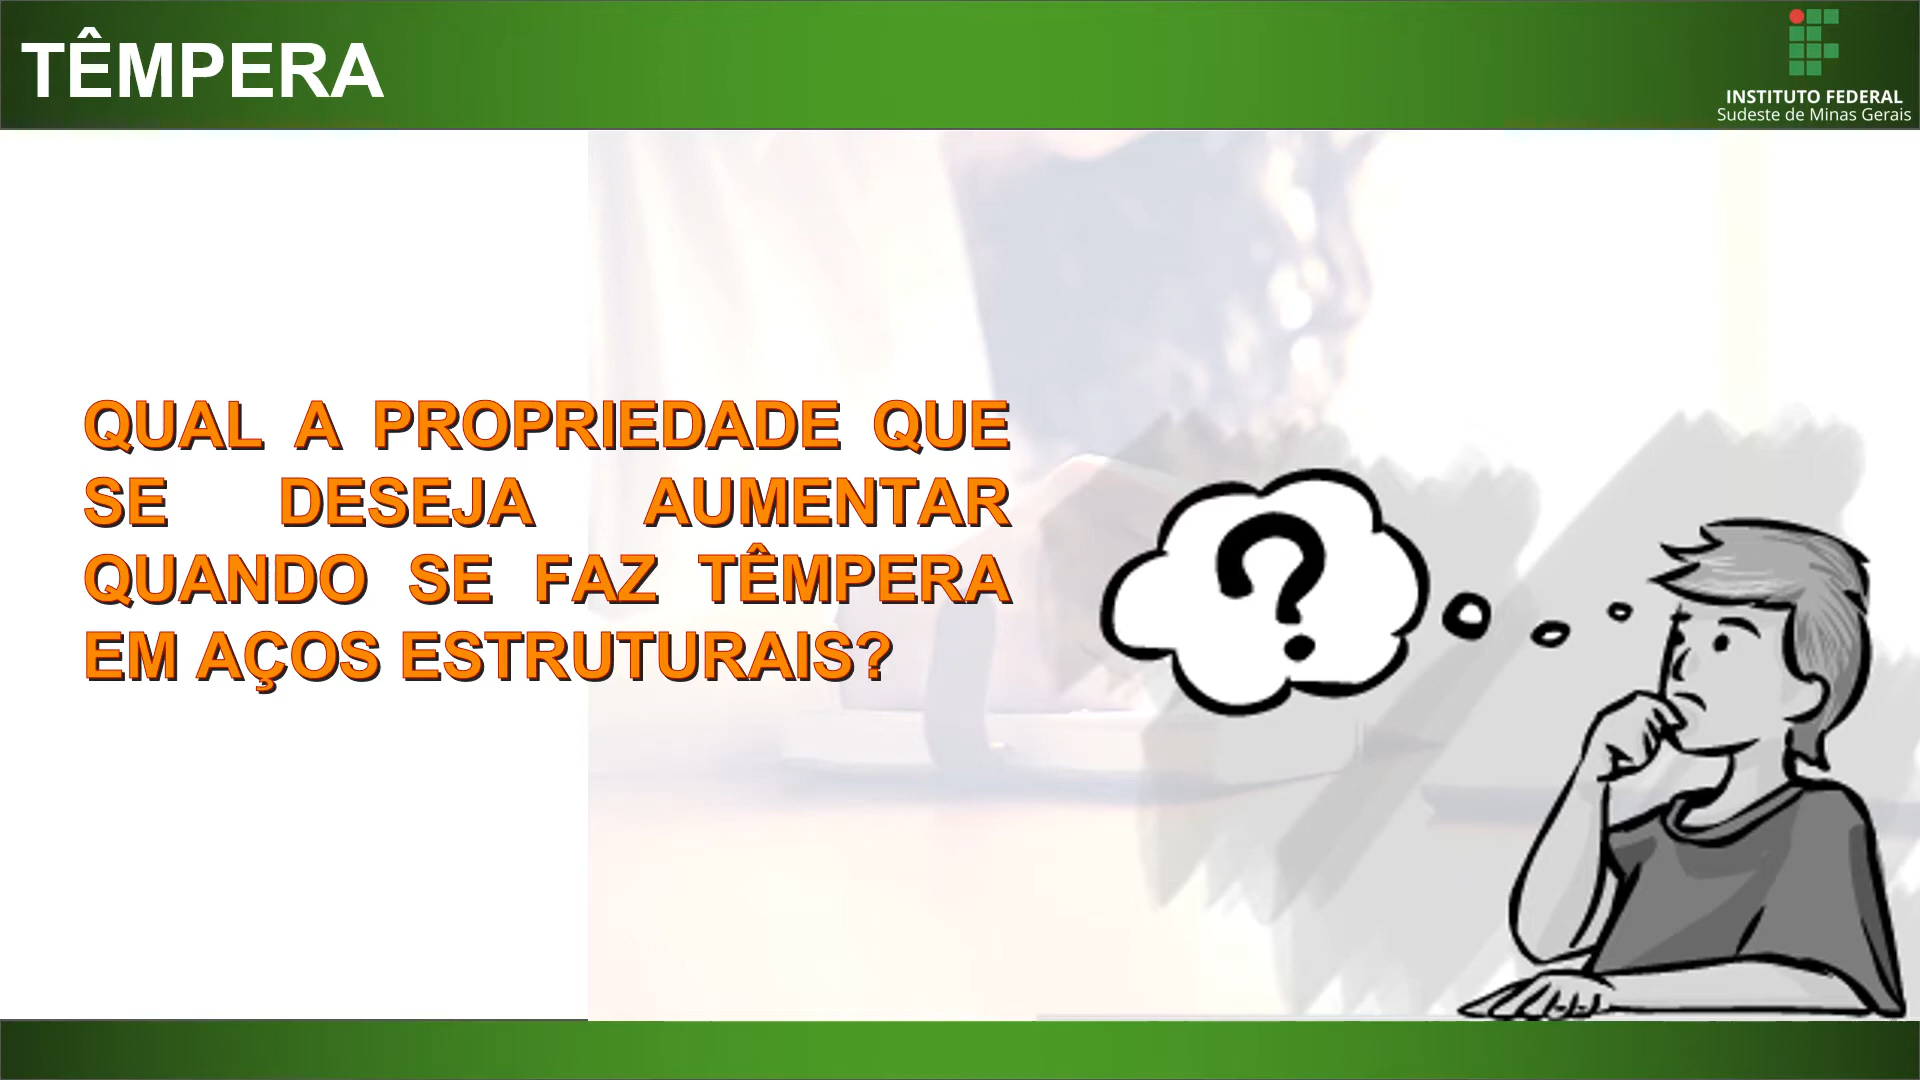 TÊMPERA
INSTITUTO FEDERAL
Sudeste de Minas Gerais
QUAL A PROPRIEDADE QUE
SE DESEJA AUMENTAR
QUANDO SE FAZ TÊMPERA
EM AÇOS ESTRUTURAIS?
?